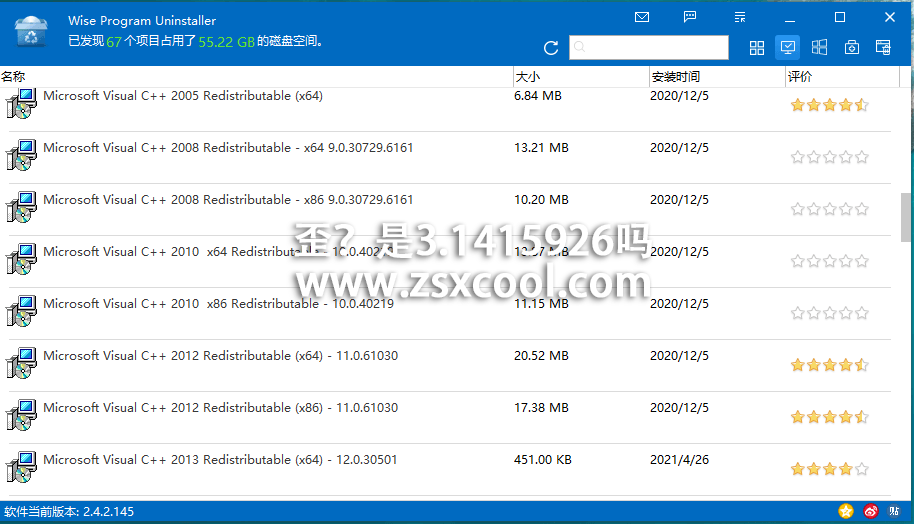 Wise Program Uninstaller
已发现67个项目占用了55.22 GB的磁盘空间。
名称 大小 安装时间 评价
Microsoft Visual C++ 2005 Redistributable (x64) 6.84 MB 2020/12/5
Microsoft Visual C++ 2008 Redistributable - x64 9.0.30729.6161 13.21 MB 2020/12/5
Microsoft Visual C++ 2008 Redistributable - x86 9.0.30729.6161 10.20 MB 2020/12/5
歪？是3.1415926吗
Microsoft Visual C++ 2010 x64 Redistributable - 10.0.40219 MB 2020/12/5
www.zsxcool.com
Microsoft Visual C++ 2010 x86 Redistributable - 10.0.40219 11.15 MB 2020/12/5
Microsoft Visual C++ 2012 Redistributable (x64) - 11.0.61030 20.52 MB 2020/12/5
Microsoft Visual C++ 2012 Redistributable (x86) - 11.0.61030 17.38 MB 2020/12/5
Microsoft Visual C++ 2013 Redistributable (x64) - 12.0.30501 451.00 KB 2021/4/26
软件当前版本: 2.4.2.145
贴